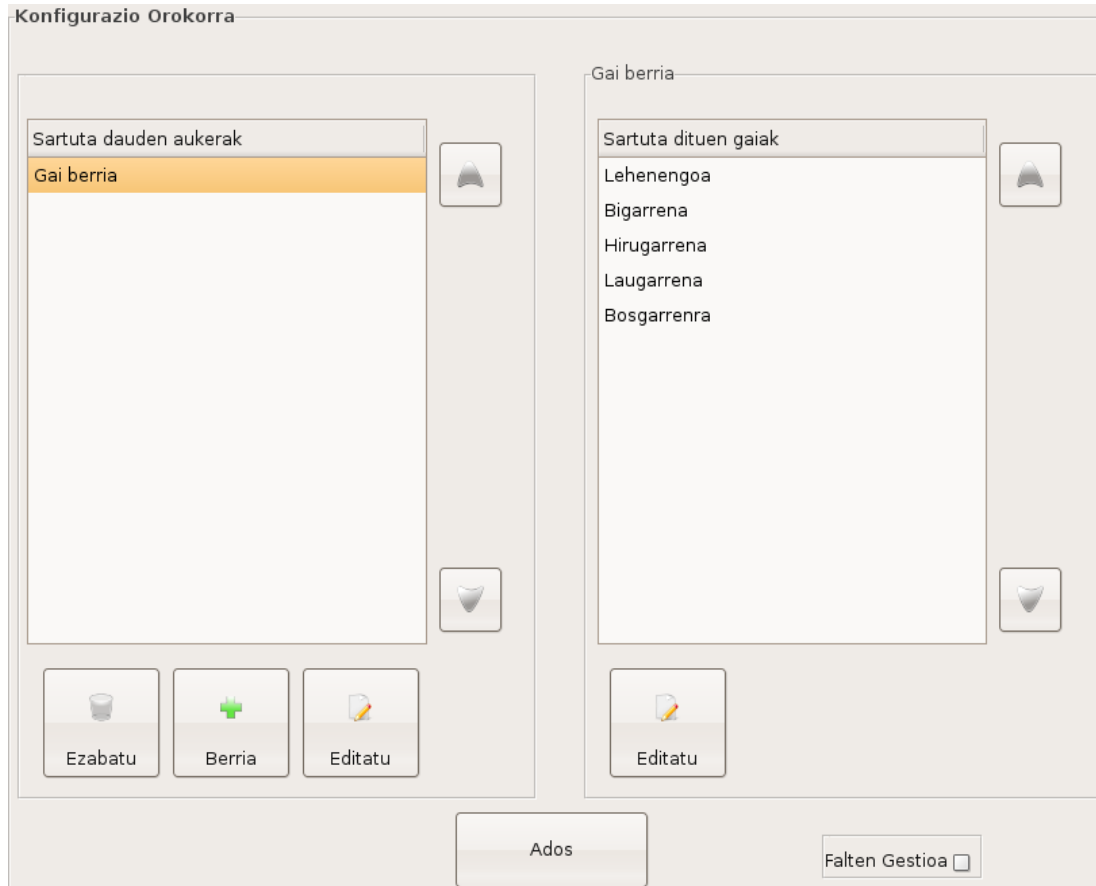 Konfigurazio Orokorra
Gai berria
Sartuta dauden aukerak
Gai berria
Sartuta dituen gaiak
Lehenengoa
Bigarrena
Hirugarrena
Laugarrena
Bosgarrenra
Ezabatu
Berria
Editatu
Editatu
Ados
Falten Gestioa